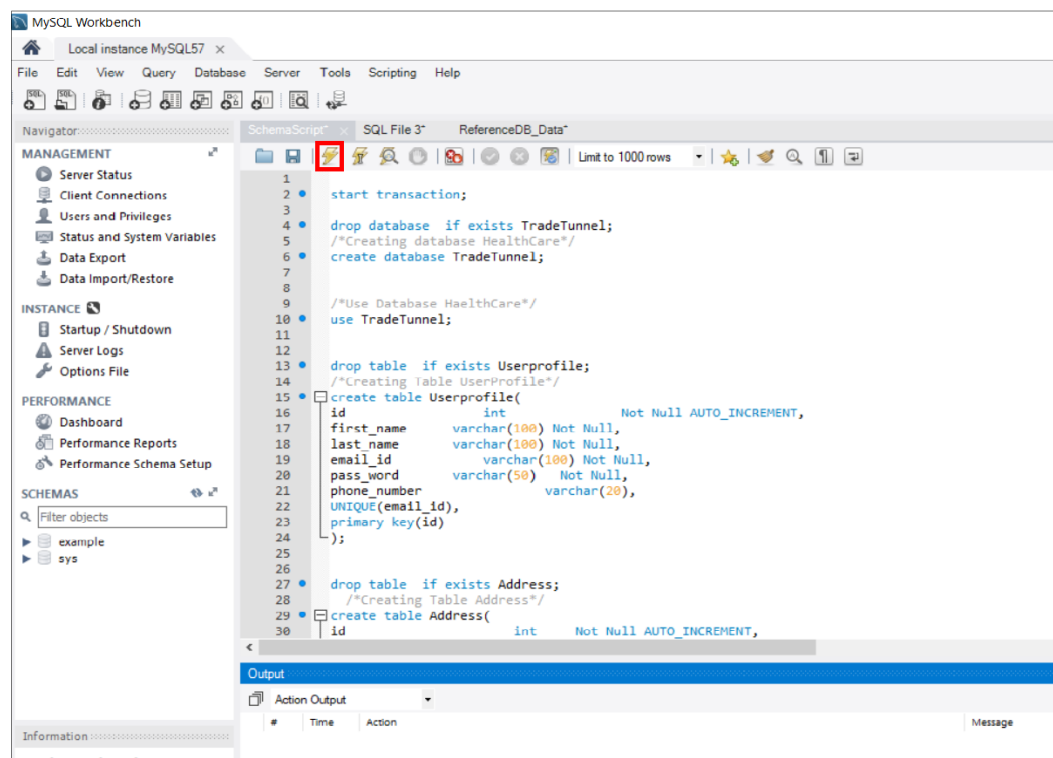 MySQL Workbench
Local instance MySQL57 ×
File Edit View Query Database Server Tools Scripting Help
Navigator
SchemaScript* × SQL File 3* ReferenceDB_Data*
MANAGEMENT
Server Status
Client Connections
Users and Privileges
Status and System Variables
Data Export
Data Import/Restore
INSTANCE
Startup / Shutdown
Server Logs
Options File
PERFORMANCE
Dashboard
Performance Reports
Performance Schema Setup
SCHEMAS
Filter objects
example
sys
Information
Limit to 1000 rows
1
2 start transaction;
3
4 drop database if exists TradeTunnel;
5 /*Creating database HealthCare*/
6 create database TradeTunnel;
7
8
9 /*Use Database HaelthCare*/
10 use TradeTunnel;
11
12
13 drop table if exists Userprofile;
14 /*Creating Table UserProfile*/
15 create table Userprofile(
16 id int Not Null AUTO_INCREMENT,
17 first_name varchar(100) Not Null,
18 last_name varchar(100) Not Null,
19 email_id varchar(100) Not Null,
20 pass_word varchar(50) Not Null,
21 phone_number varchar(20),
22 UNIQUE(email_id),
23 primary key(id)
24 );
25
26
27 drop table if exists Address;
28 /*Creating Table Address*/
29 create table Address(
30 id int Not Null AUTO_INCREMENT,
Output
Action Output
# Time Action Message